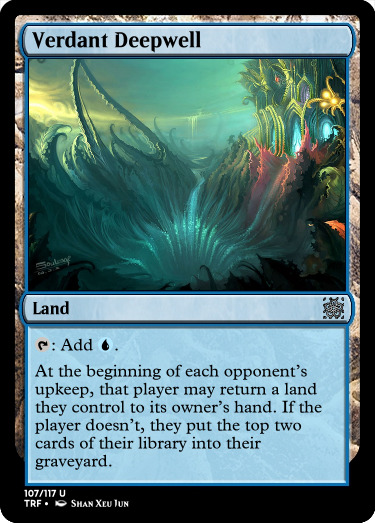 Verdant Deepwell
Land
: Add .
At the beginning of each opponent's
upkeep, that player may return a land
they control to its owner's hand. If the
player doesn't, they put the top two
cards of their library into their
graveyard.
107/117 U
TRF • Shan Xeu Jun